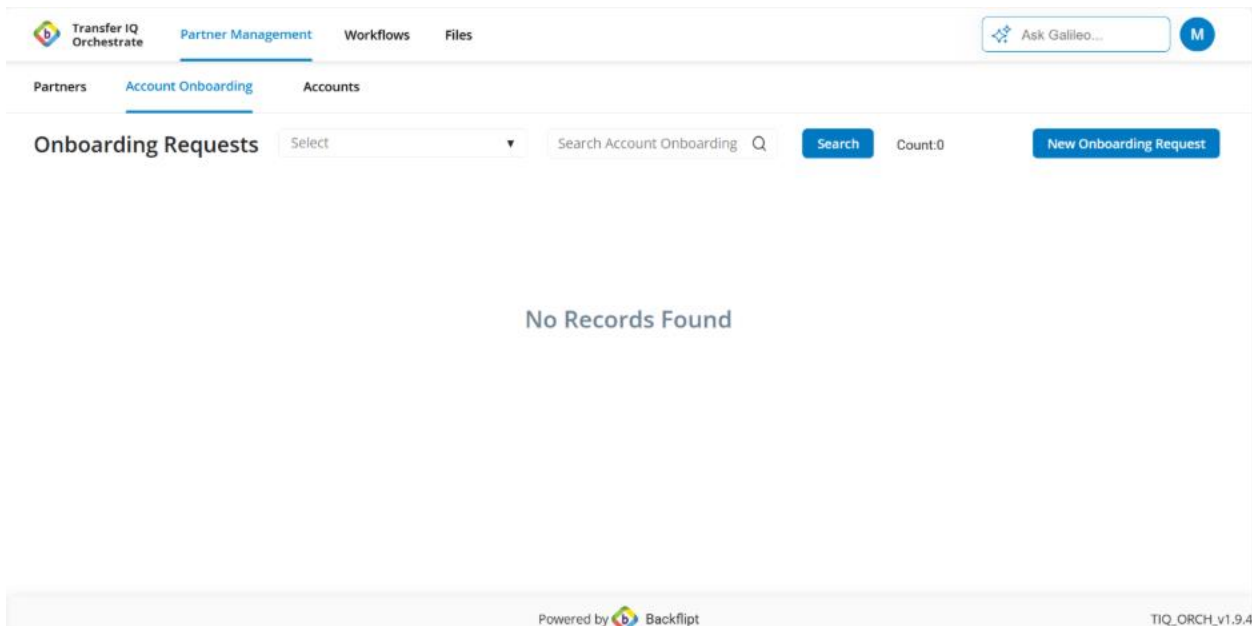 Transfer IQ
Orchestrate
Partner Management Workflows Files
Ask Galileo...
M
Partners Account Onboarding Accounts
Onboarding Requests Select Search Account Onboarding Search Count:0 New Onboarding Request
No Records Found
Powered by b Backflipt TIQ_ORCH_v1.9.4